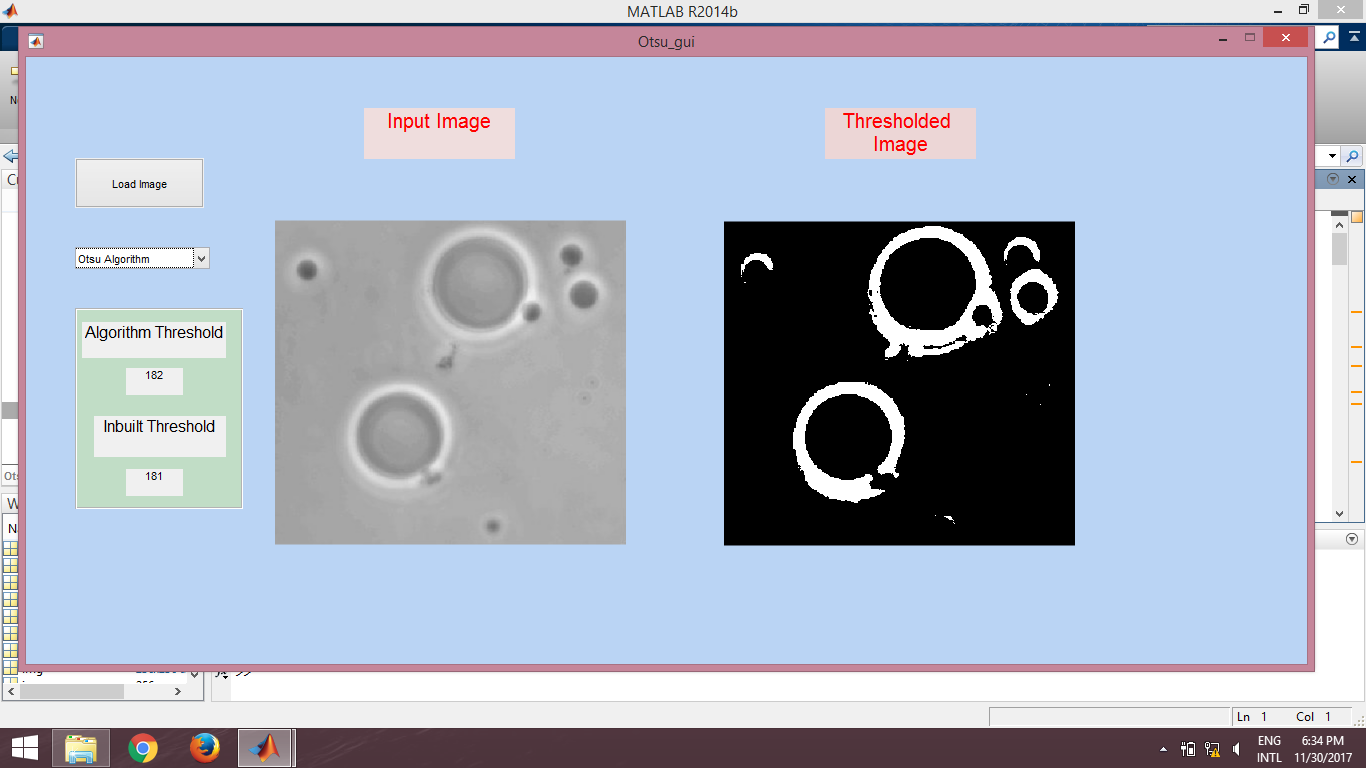 MATLAB R2014b
Otsu_gui
Input Image
Thresholded
Image
Load Image
Otsu Algorithm
Algorithm Threshold
182
Inbuilt Threshold
181
Ln 1 Col 1
ENG
INTL
6:34 PM
11/30/2017